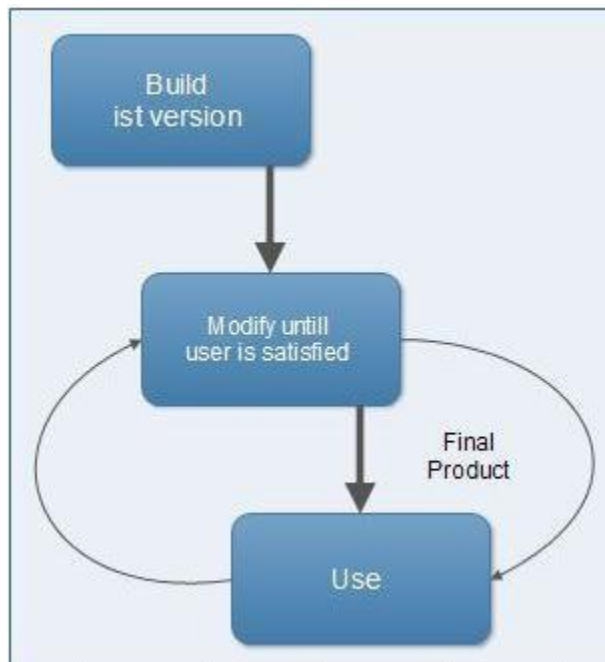 Build
ist version
Modify untill
user is satisfied
Final
Product
Use